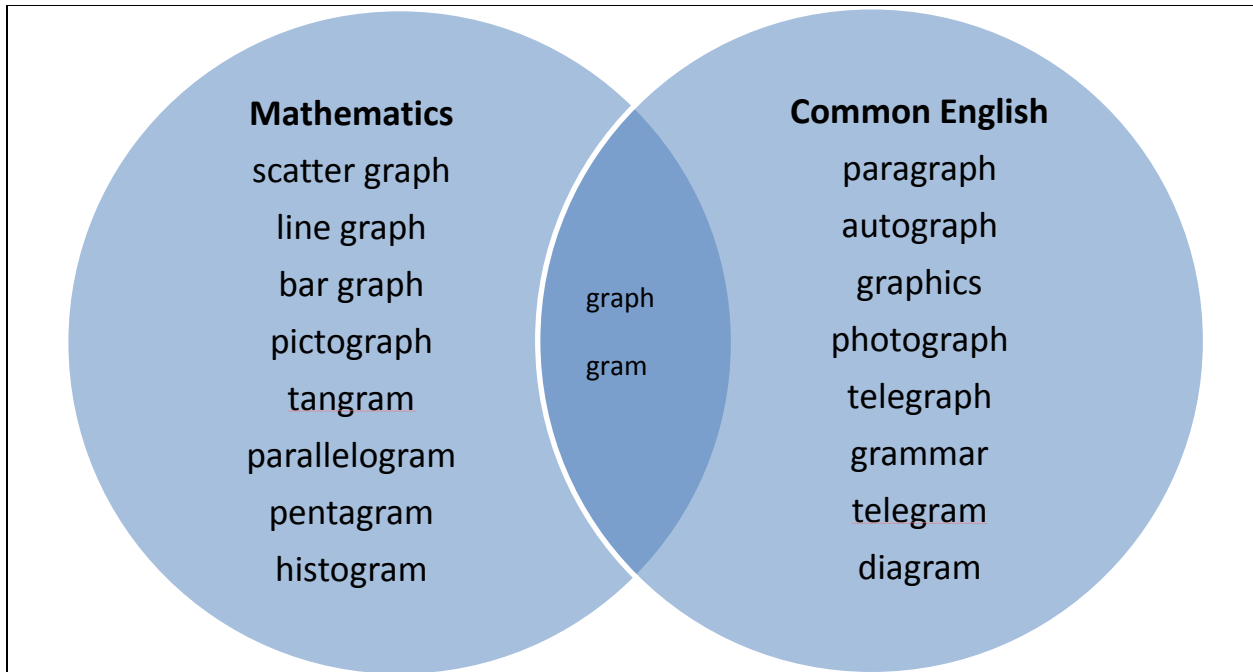 Mathematics
scatter graph
line graph
bar graph
pictograph
tangram
parallelogram
pentagram
histogram
graph
gram
Common English
paragraph
autograph
graphics
photograph
telegraph
grammar
telegram
diagram